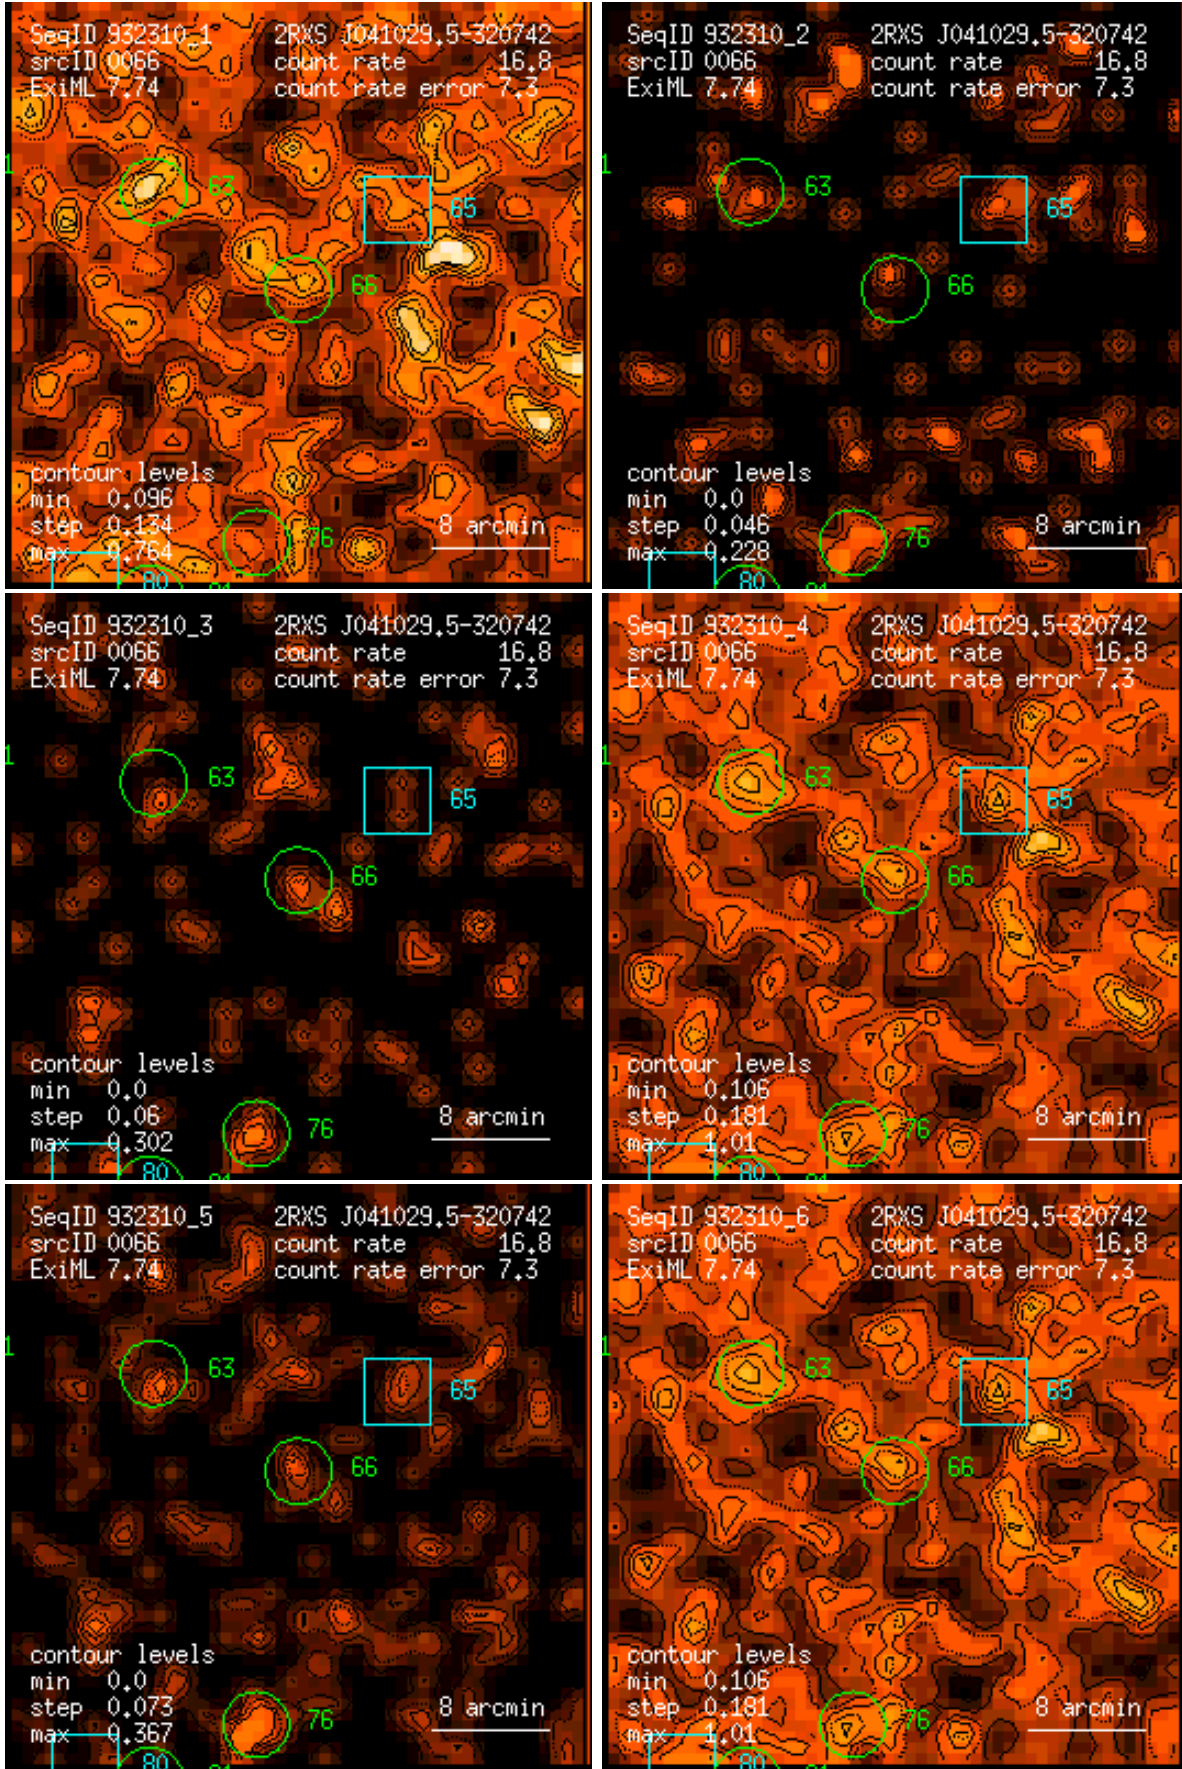 SeqID 932310_1 2RXS J041029.5-320742
srcID 0066 count rate 16.8
ExiML 7.74 count rate error 7.3
1
63
65
66
contour levels
min 0.096
step 0.134
max 0.764
8 arcmin
76
80
SeqID 932310_2 2RXS J041029.5-320742
srcID 0066 count rate 16.8
ExiML 7.74 count rate error 7.3
1
63
65
66
contour levels
min 0.0
step 0.046
max 0.228
8 arcmin
76
80
SeqID 932310_3 2RXS J041029.5-320742
srcID 0066 count rate 16.8
ExiML 7.74 count rate error 7.3
1
63
65
66
contour levels
min 0.0
step 0.06
max 0.302
8 arcmin
76
80
SeqID 932310_4 2RXS J041029.5-320742
srcID 0066 count rate 16.8
ExiML 7.74 count rate error 7.3
1
63
65
66
contour levels
min 0.106
step 0.181
max 1.01
8 arcmin
76
80
SeqID 932310_5 2RXS J041029.5-320742
srcID 0066 count rate 16.8
ExiML 7.74 count rate error 7.3
1
63
65
66
contour levels
min 0.0
step 0.073
max 0.367
8 arcmin
76
80
SeqID 932310_6 2RXS J041029.5-320742
srcID 0066 count rate 16.8
ExiML 7.74 count rate error 7.3
1
63
65
66
contour levels
min 0.106
step 0.181
max 1.01
8 arcmin
76
80